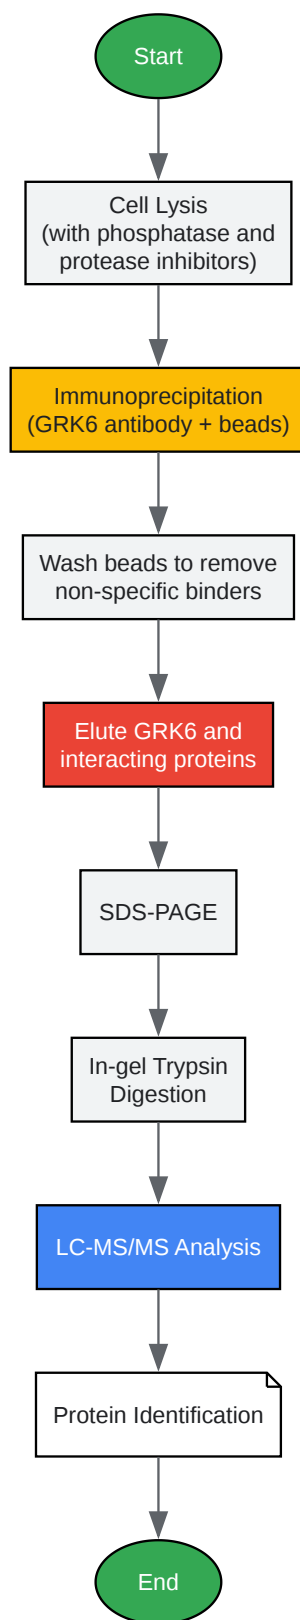 Start
Cell Lysis
(with phosphatase and
protease inhibitors)
Immunoprecipitation
(GRK6 antibody + beads)
Wash beads to remove
non-specific binders
Elute GRK6 and
interacting proteins
SDS-PAGE
In-gel Trypsin
Digestion
LC-MS/MS Analysis
Protein Identification
End